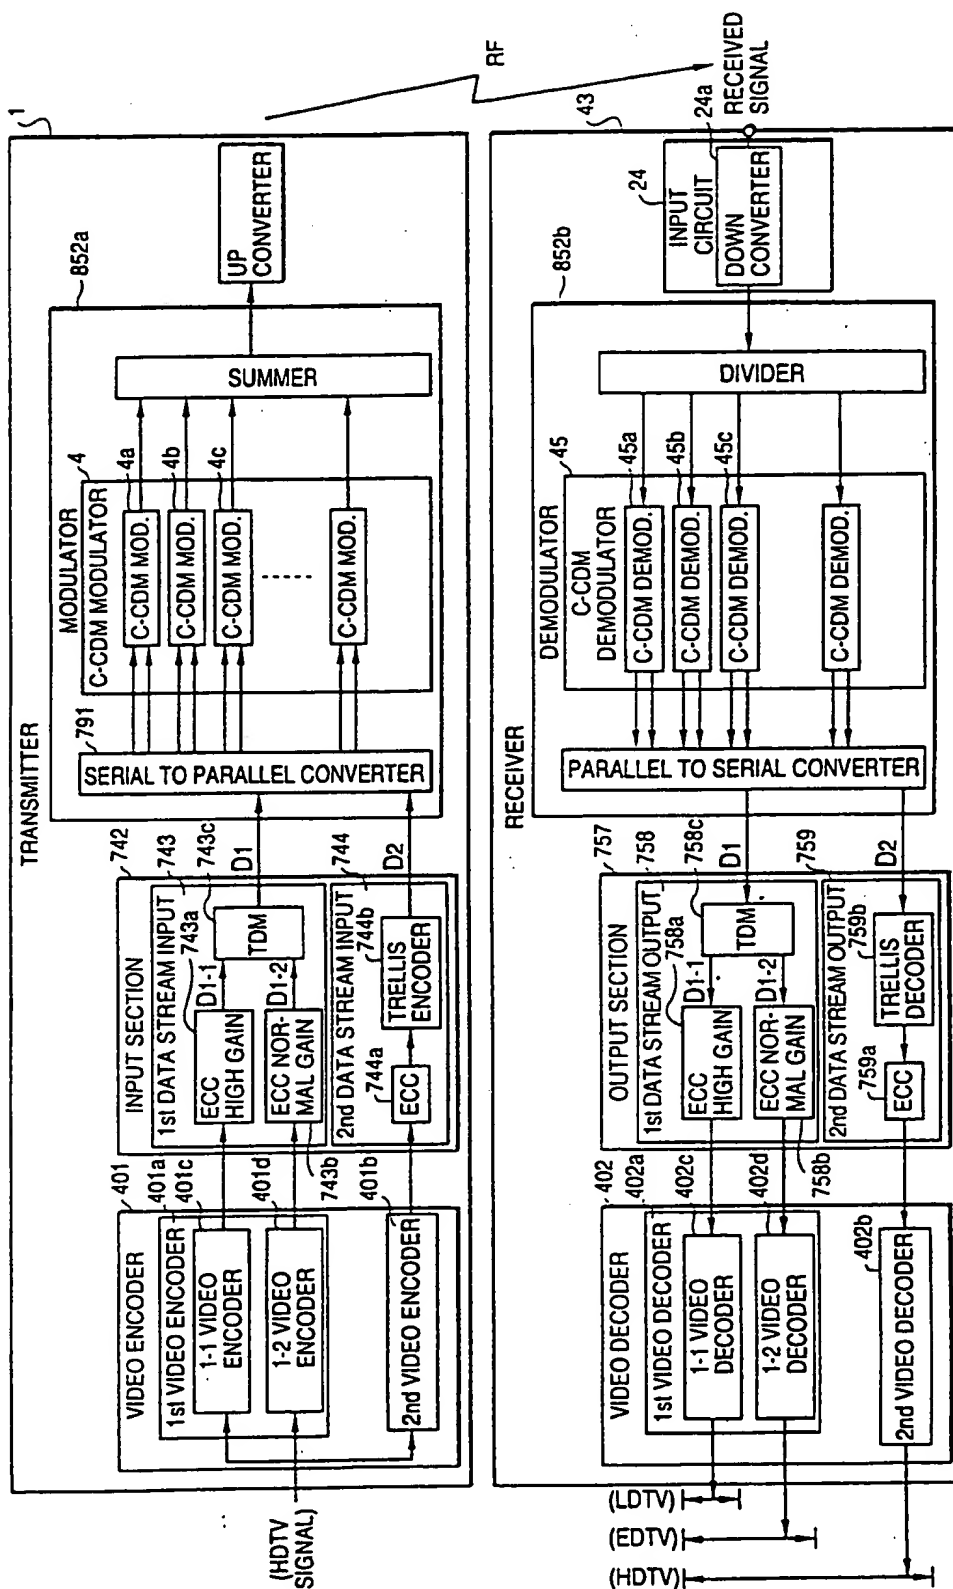 TRANSMITTER
1
VIDEO ENCODER
401
1st VIDEO ENCODER
401a
401c
1-1 VIDEO
ENCODER
401d
1-2 VIDEO
ENCODER
401b
2nd VIDEO ENCODER
(HDTV
SIGNAL)
INPUT SECTION
742
1st DATA STREAM INPUT
743
743a
743c
ECC
HIGH GAIN
D1-1
TDM
ECC NOR-
MAL GAIN
D1-2
743b
2nd DATA STREAM INPUT
744
744a
744b
ECC
TRELLIS
ENCODER
D1
D2
791
SERIAL TO PARALLEL CONVERTER
MODULATOR
C-CDM MODULATOR
4
4a
C-CDM MOD.
4b
C-CDM MOD.
4c
C-CDM MOD.
C-CDM MOD.
SUMMER
852a
UP
CONVERTER
RF
RECEIVER
43
RECEIVED
SIGNAL
24
24a
INPUT
CIRCUIT
DOWN
CONVERTER
852b
DIVIDER
DEMODULATOR
C-CDM
DEMODULATOR
45
45a
C-CDM DEMOD.
45b
C-CDM DEMOD.
45c
C-CDM DEMOD.
C-CDM DEMOD.
PARALLEL TO SERIAL CONVERTER
D1
D2
OUTPUT SECTION
757
1st DATA STREAM OUTPUT
758
758a
758c
ECC
HIGH GAIN
D1-1
TDM
ECC NOR-
MAL GAIN
D1-2
758b
2nd DATA STREAM OUTPUT
759
759a
759b
ECC
TRELLIS
DECODER
VIDEO DECODER
402
1st VIDEO DECODER
402a
402c
1-1 VIDEO
DECODER
402d
1-2 VIDEO
DECODER
402b
2nd VIDEO DECODER
(LDTV)
(EDTV)
(HDTV)